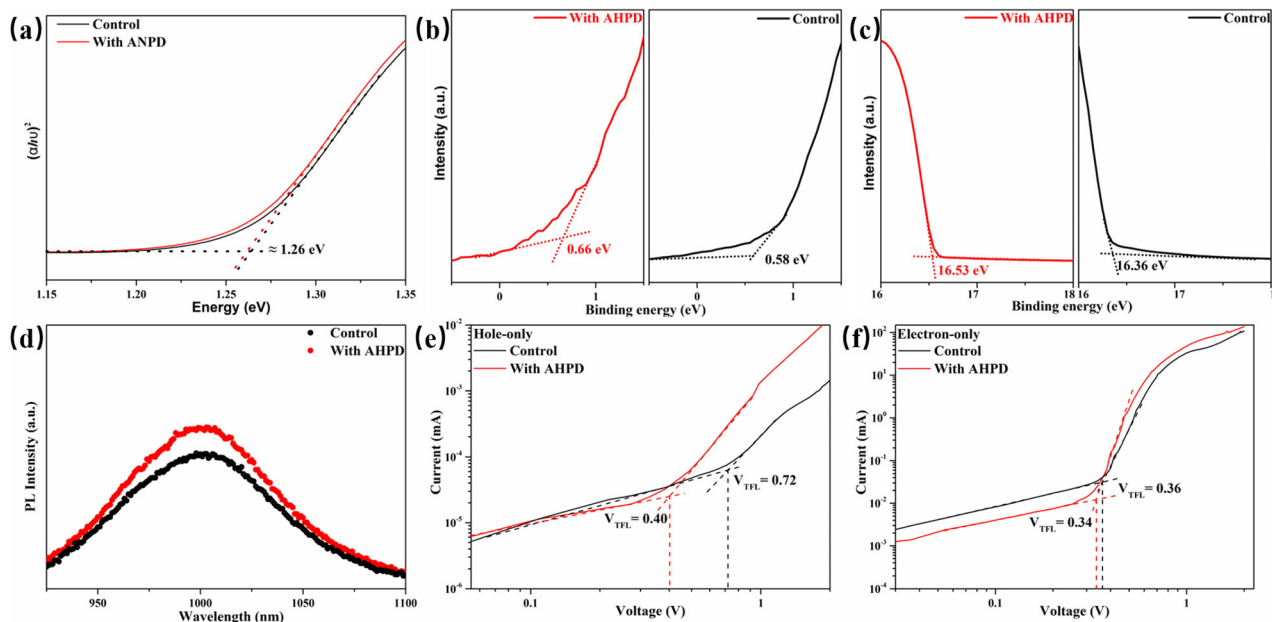 (a)
Control
With ANPD
(αhυ)²
≈ 1.26 eV
1.15 1.20 1.25 1.30 1.35
Energy (eV)
(b)
With AHPD
Control
Intensity (a.u.)
0.66 eV
0.58 eV
0 1 0 1
Binding energy (eV)
(c)
With AHPD
Control
Intensity (a.u.)
16.53 eV
16.36 eV
16 17 18 16 17 1
Binding energy (eV)
(d)
Control
With AHPD
PL Intensity (a.u.)
950 1000 1050 1100
Wavelength (nm)
(e)
Hole-only
Control
With AHPD
Current (mA)
10⁻²
10⁻³
10⁻⁴
10⁻⁵
10⁻⁶
V_TFL = 0.72
V_TFL = 0.40
0.1 1
Voltage (V)
(f)
Electron-only
Control
With AHPD
Current (mA)
10²
10¹
10⁰
10⁻¹
10⁻²
10⁻³
10⁻⁴
V_TFL = 0.36
V_TFL = 0.34
0.1 1
Voltage (V)